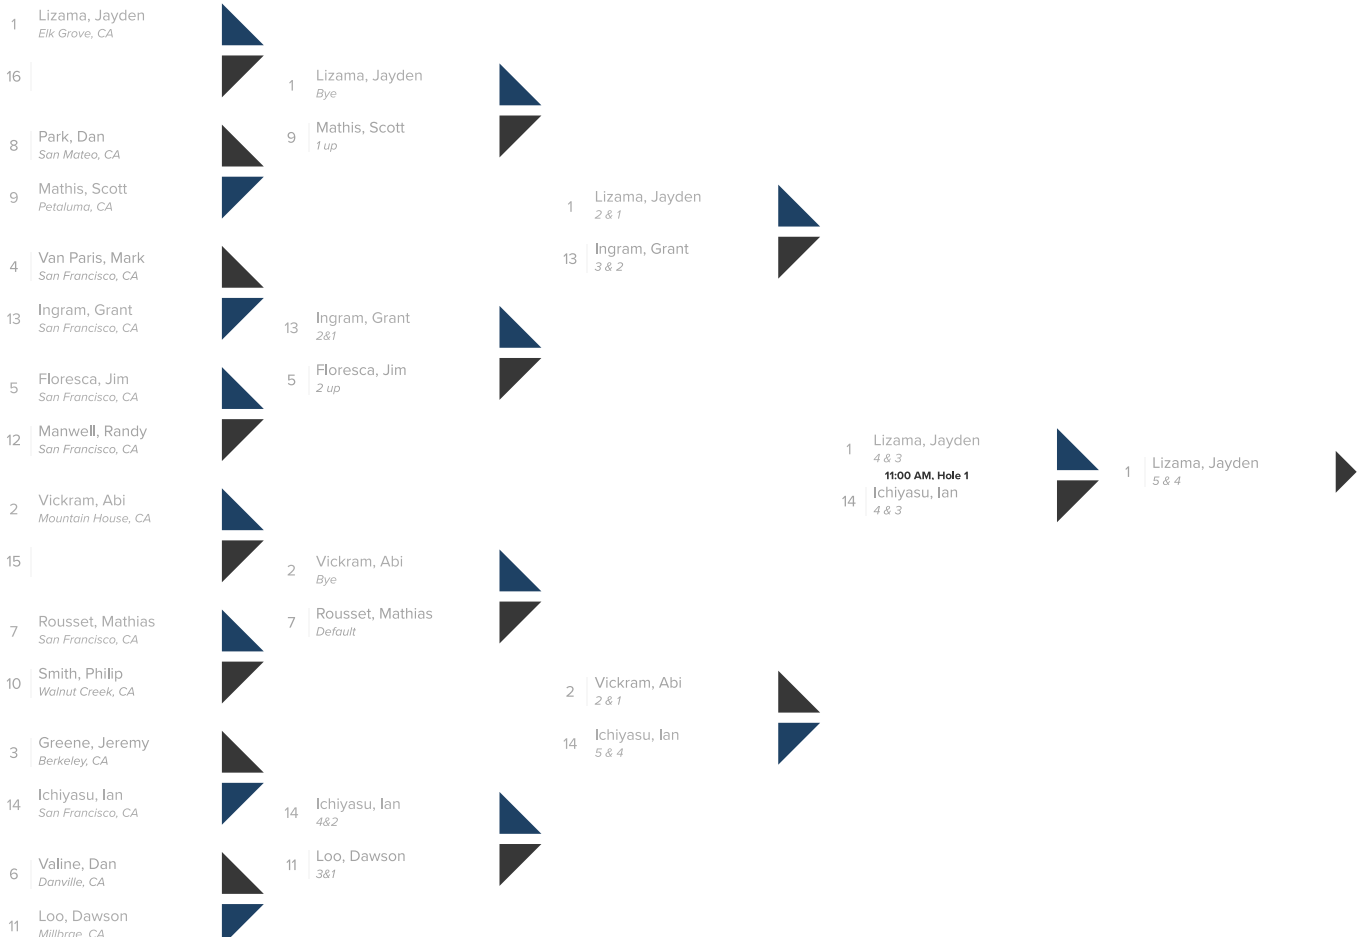 1 Lizama, Jayden
Elk Grove, CA
16
8 Park, Dan
San Mateo, CA
9 Mathis, Scott
Petaluma, CA
4 Van Paris, Mark
San Francisco, CA
13 Ingram, Grant
San Francisco, CA
5 Floresca, Jim
San Francisco, CA
12 Manwell, Randy
San Francisco, CA
2 Vickram, Abi
Mountain House, CA
15
7 Rousset, Mathias
San Francisco, CA
10 Smith, Philip
Walnut Creek, CA
3 Greene, Jeremy
Berkeley, CA
14 Ichiyasu, Ian
San Francisco, CA
6 Valine, Dan
Danville, CA
11 Loo, Dawson
Millbrae, CA
1 Lizama, Jayden
Bye
9 Mathis, Scott
1 up
13 Ingram, Grant
2&1
5 Floresca, Jim
2 up
2 Vickram, Abi
Bye
7 Rousset, Mathias
Default
14 Ichiyasu, Ian
4&2
11 Loo, Dawson
3&1
1 Lizama, Jayden
2 & 1
13 Ingram, Grant
3 & 2
2 Vickram, Abi
2 & 1
14 Ichiyasu, Ian
5 & 4
1 Lizama, Jayden
4 & 3
11:00 AM, Hole 1
14 Ichiyasu, Ian
4 & 3
1 Lizama, Jayden
5 & 4